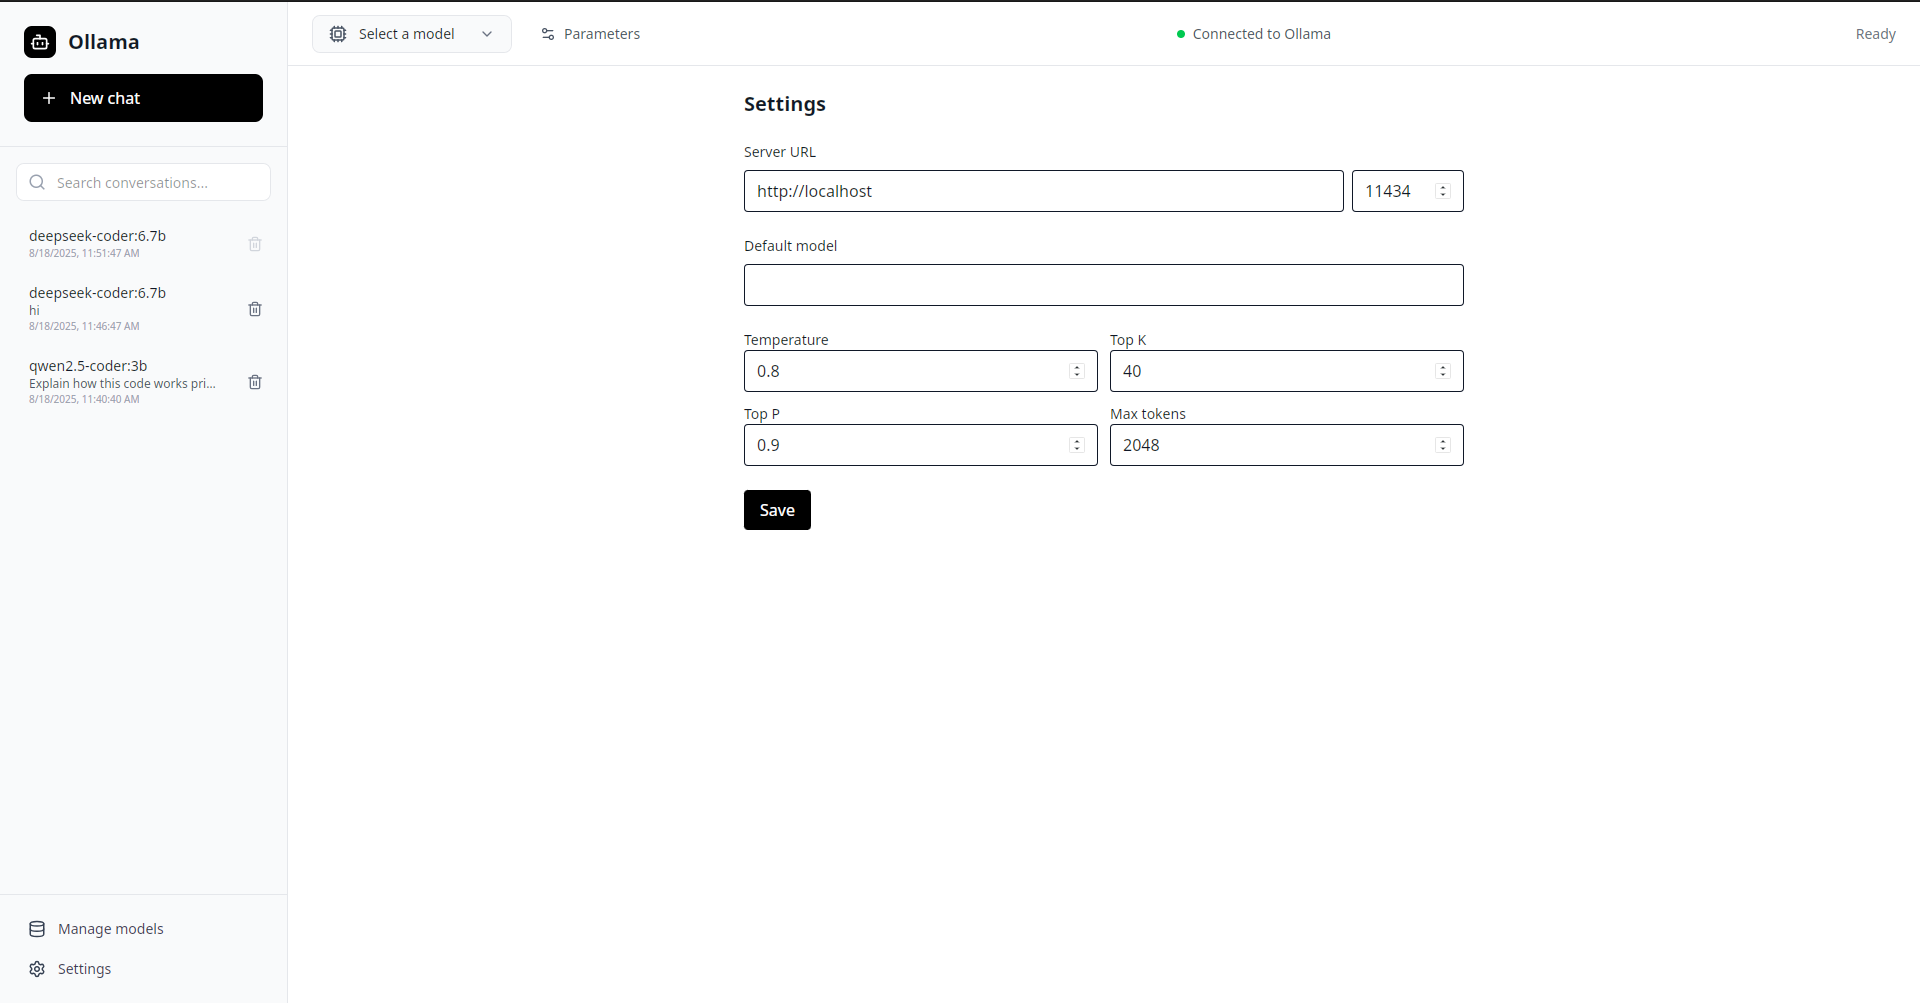 Ollama
New chat
Search conversations...
deepseek-coder:6.7b
8/18/2025, 11:51:47 AM
deepseek-coder:6.7b
hi
8/18/2025, 11:46:47 AM
qwen2.5-coder:3b
Explain how this code works pri...
8/18/2025, 11:40:40 AM
Manage models
Settings
Select a model
Parameters
Connected to Ollama
Ready
Settings
Server URL
http://localhost 11434
Default model
Temperature Top K
0.8 40
Top P Max tokens
0.9 2048
Save